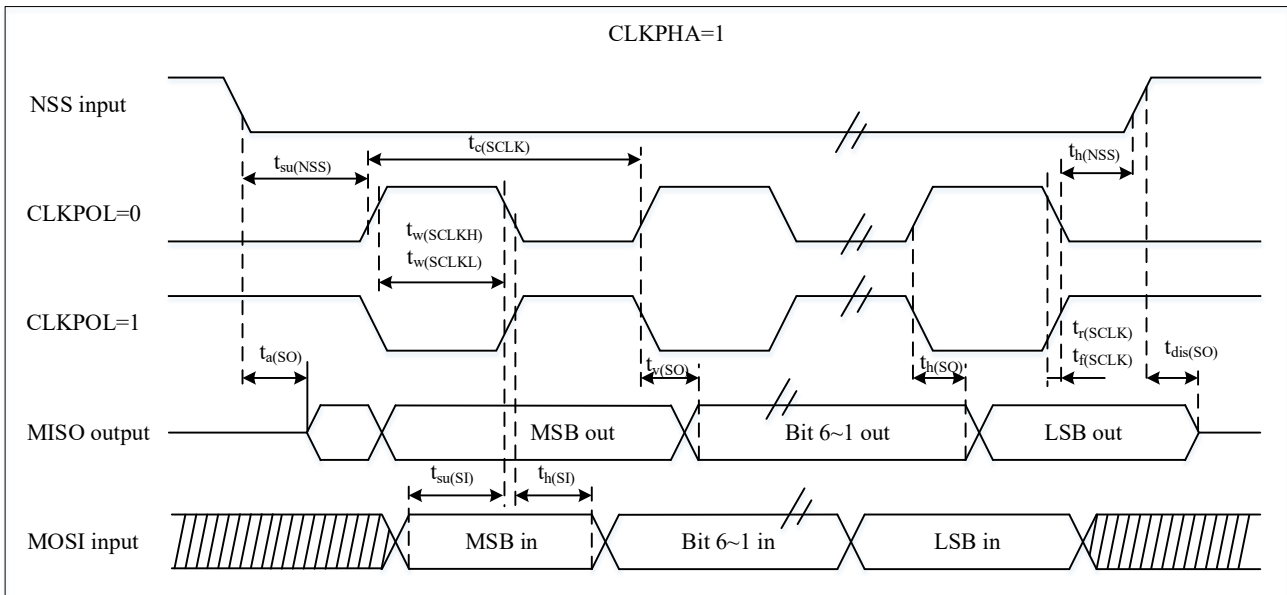 CLKPHA=1
NSS input
tc(SCLK)
th(NSS)
tsu(NSS)
CLKPOL=0
tw(SCLKH)
tw(SCLKL)
CLKPOL=1
tr(SCLK)
tf(SCLK)
ta(SO)
tv(SO)
th(SO)
tdis(SO)
MISO output
MSB out
Bit 6~1 out
LSB out
tsu(SI)
th(SI)
MOSI input
MSB in
Bit 6~1 in
LSB in